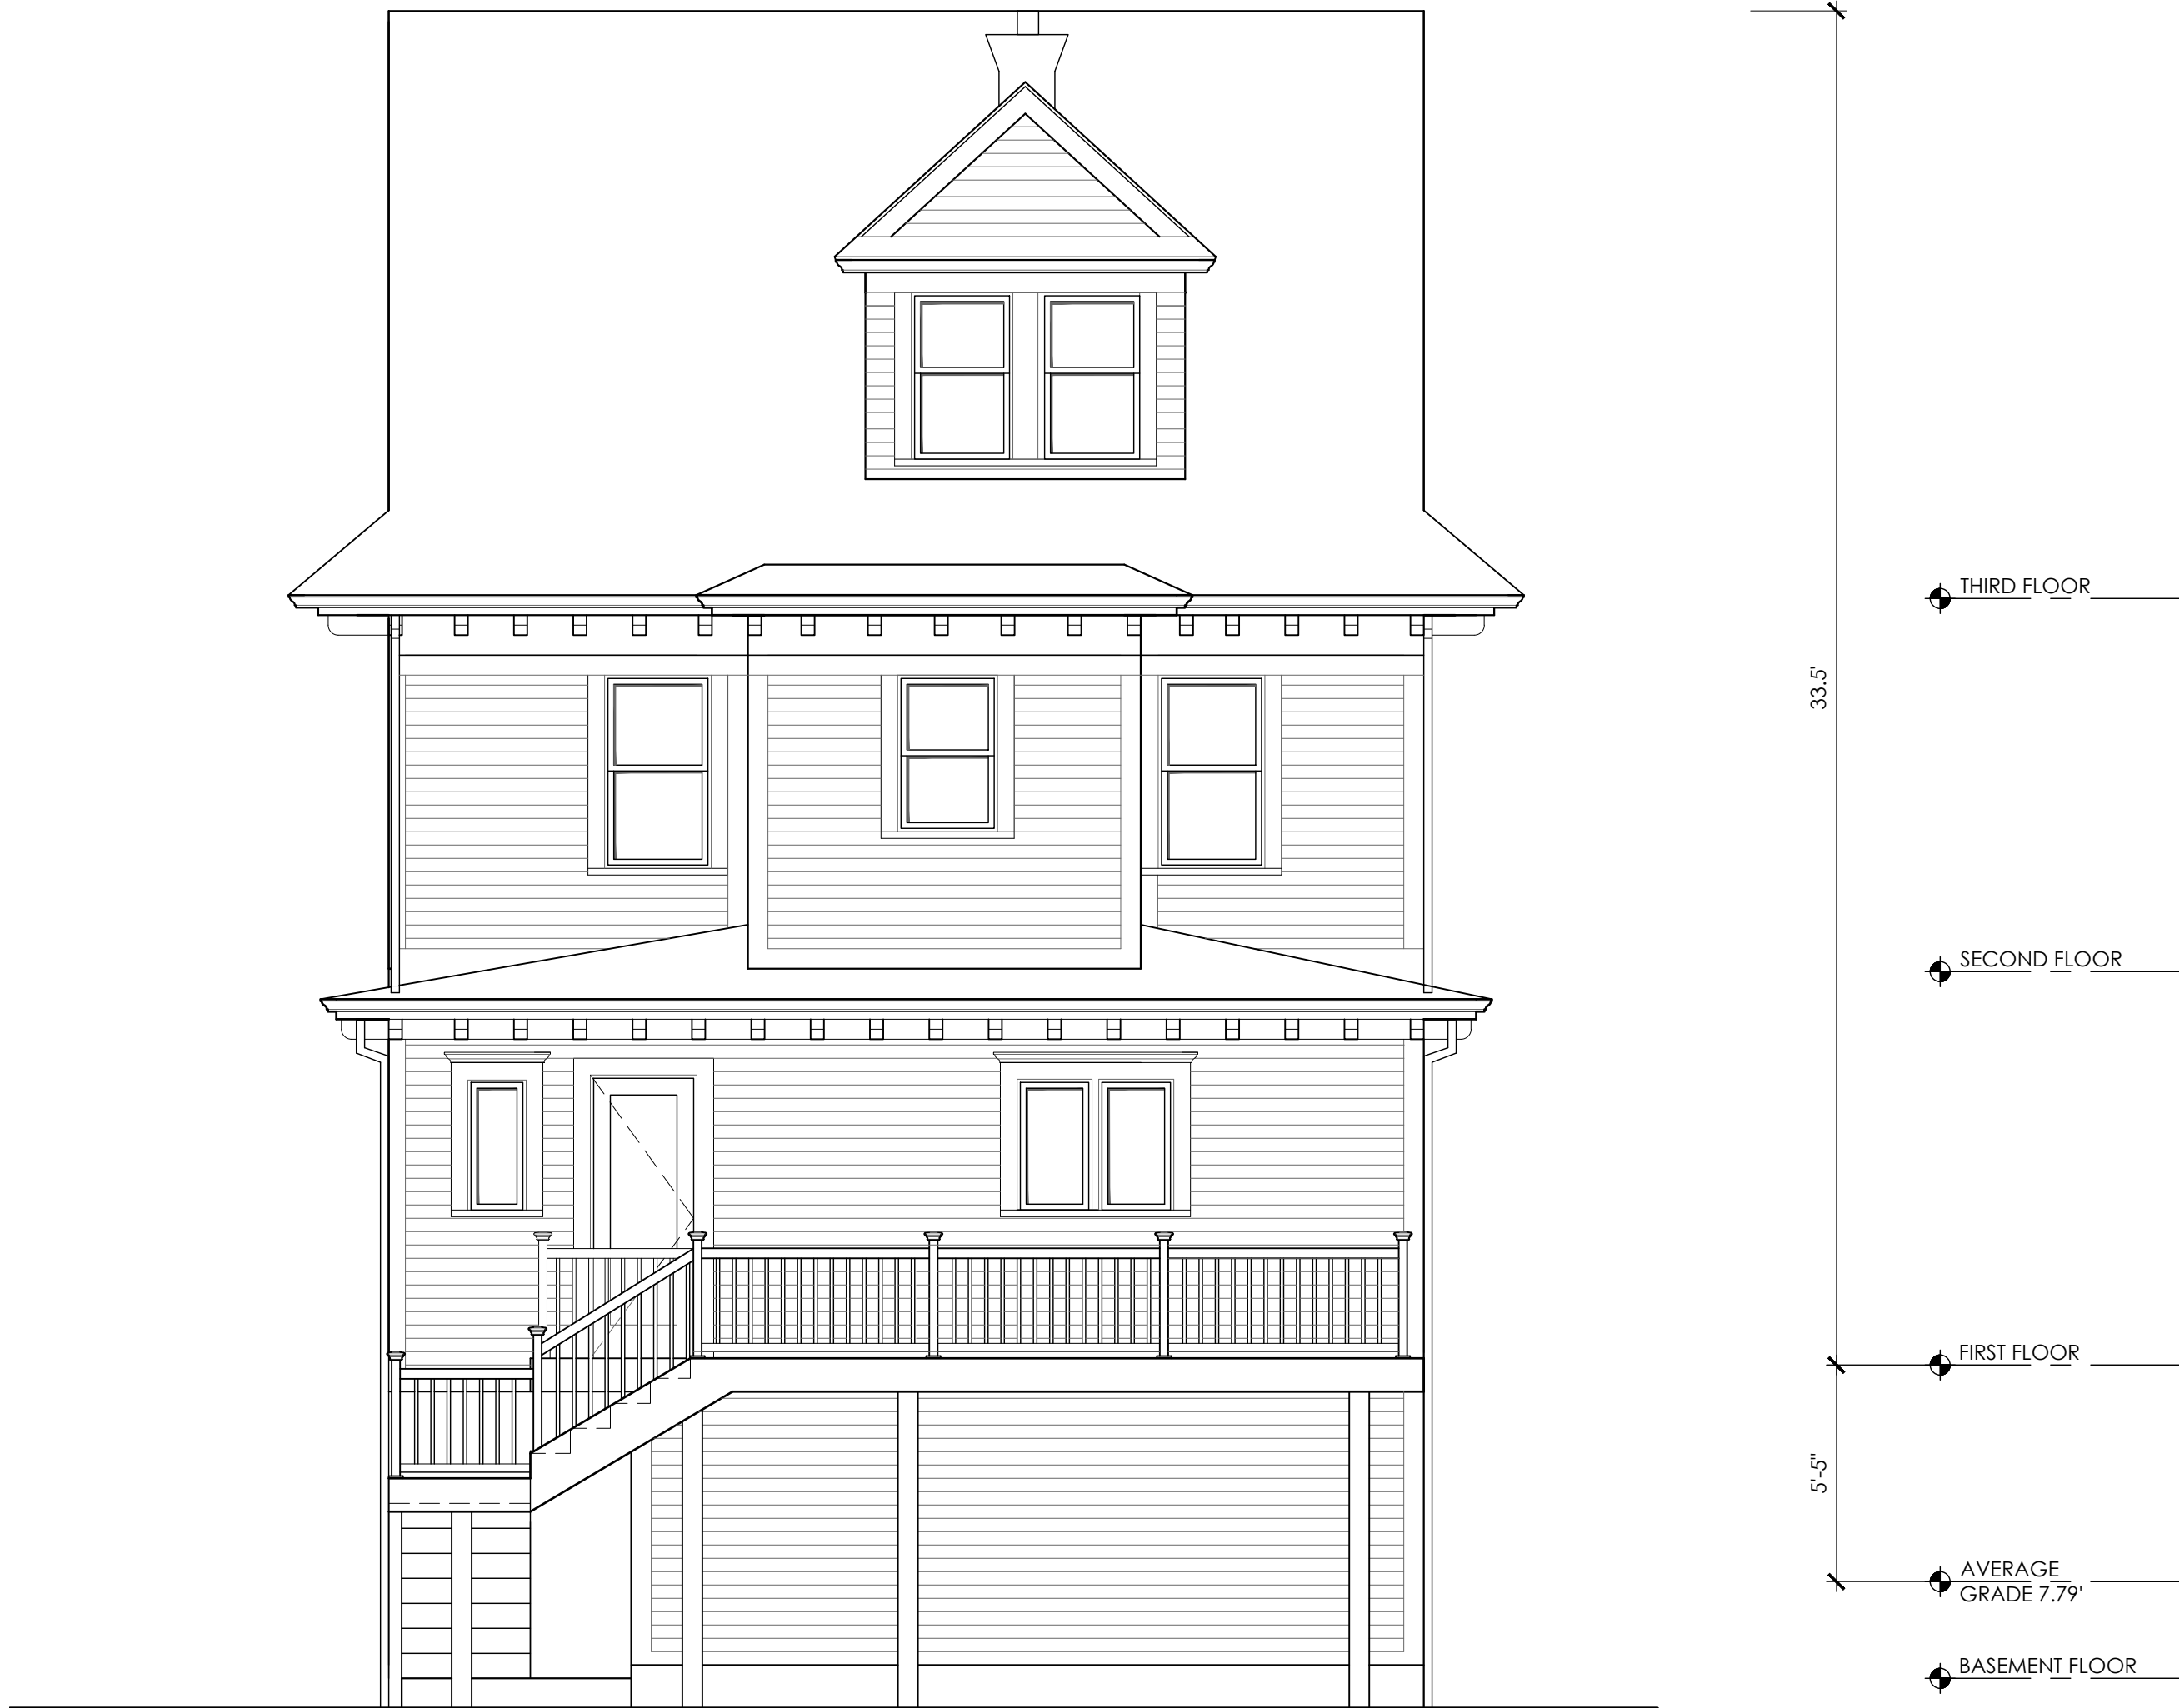 THIRD FLOOR
33.5'
SECOND FLOOR
FIRST FLOOR
5'-5"
AVERAGE
GRADE 7.79'
BASEMENT FLOOR